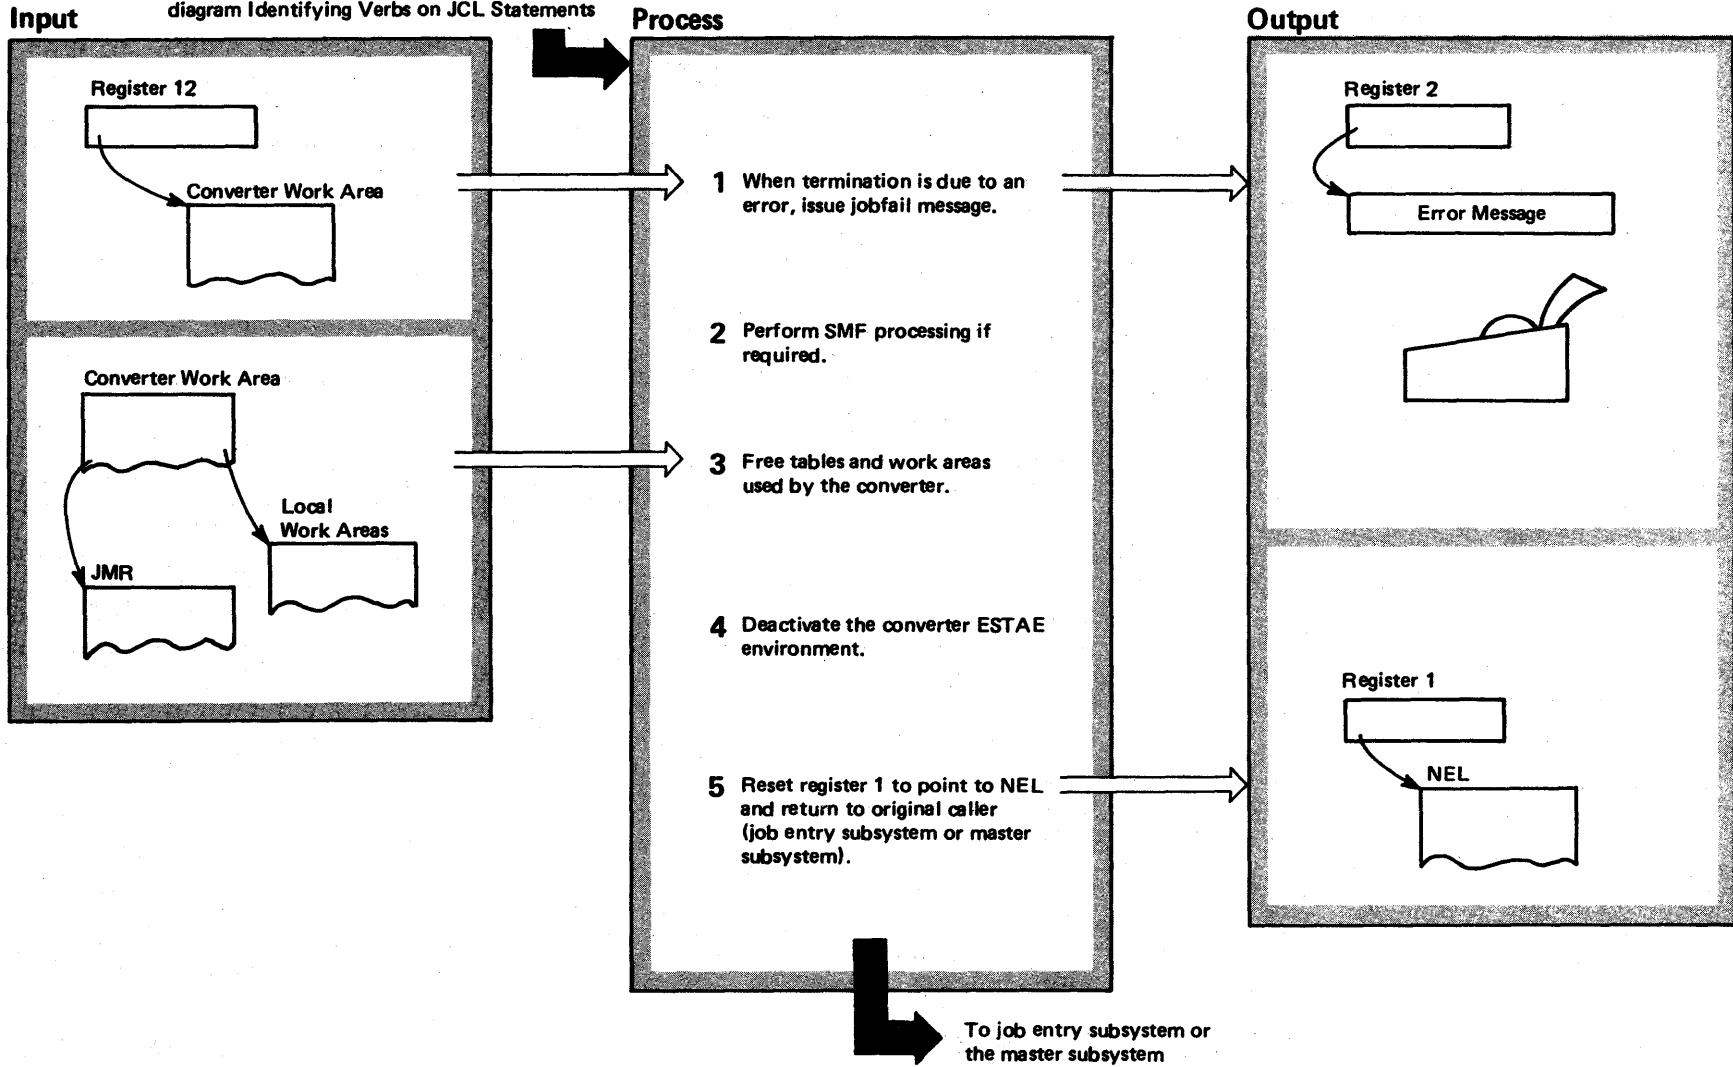 diagram Identifying Verbs on JCL Statements
Input
Register 12
Converter Work Area
Converter Work Area
Local
Work Areas
JMR
Process
1 When termination is due to an
error, issue jobfail message.
2 Perform SMF processing if
required.
3 Free tables and work areas
used by the converter.
4 Deactivate the converter ESTAE
environment.
5 Reset register 1 to point to NEL
and return to original caller
(job entry subsystem or master
subsystem).
To job entry subsystem or
the master subsystem
Output
Register 2
Error Message
Register 1
NEL